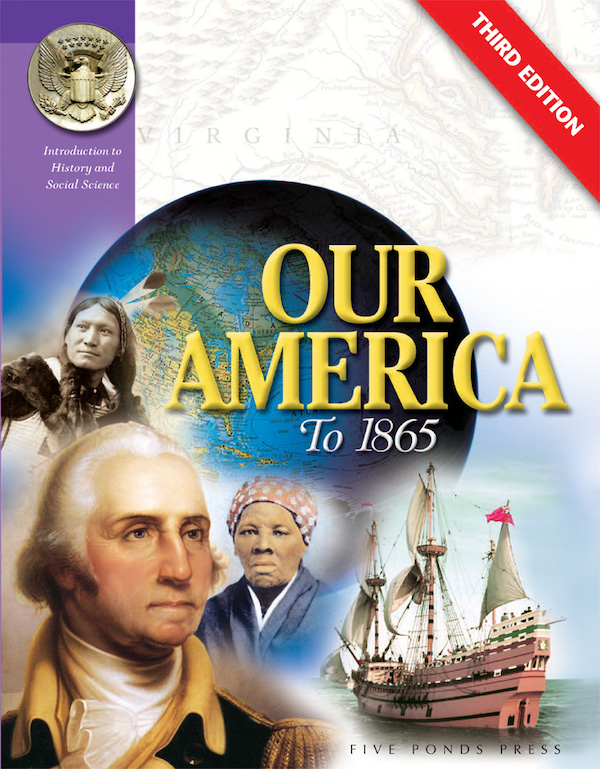 THIRD EDITION
Introduction to
History and
Social Science
VIRGINIA
OUR
AMERICA
To 1865
FIVE PONDS PRESS